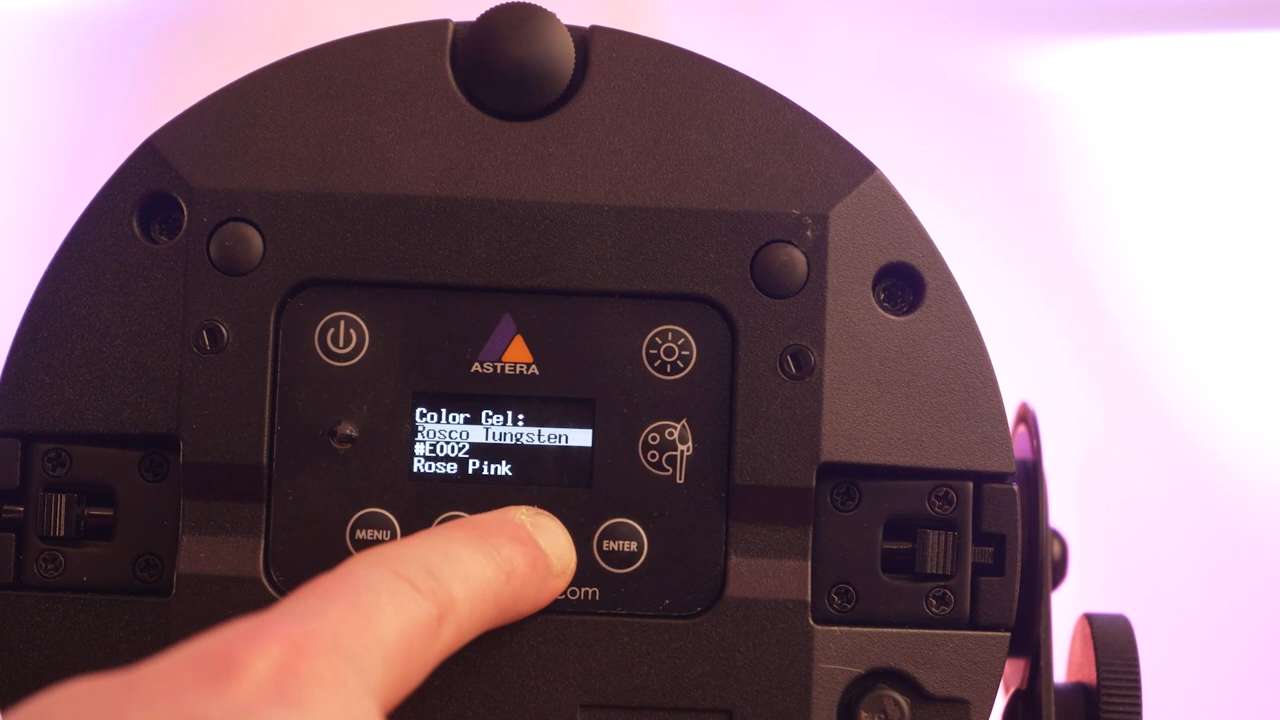 ASTERA
Color Gel:
Rosco Tungsten
#E002
Rose Pink
MENU
ENTER
com